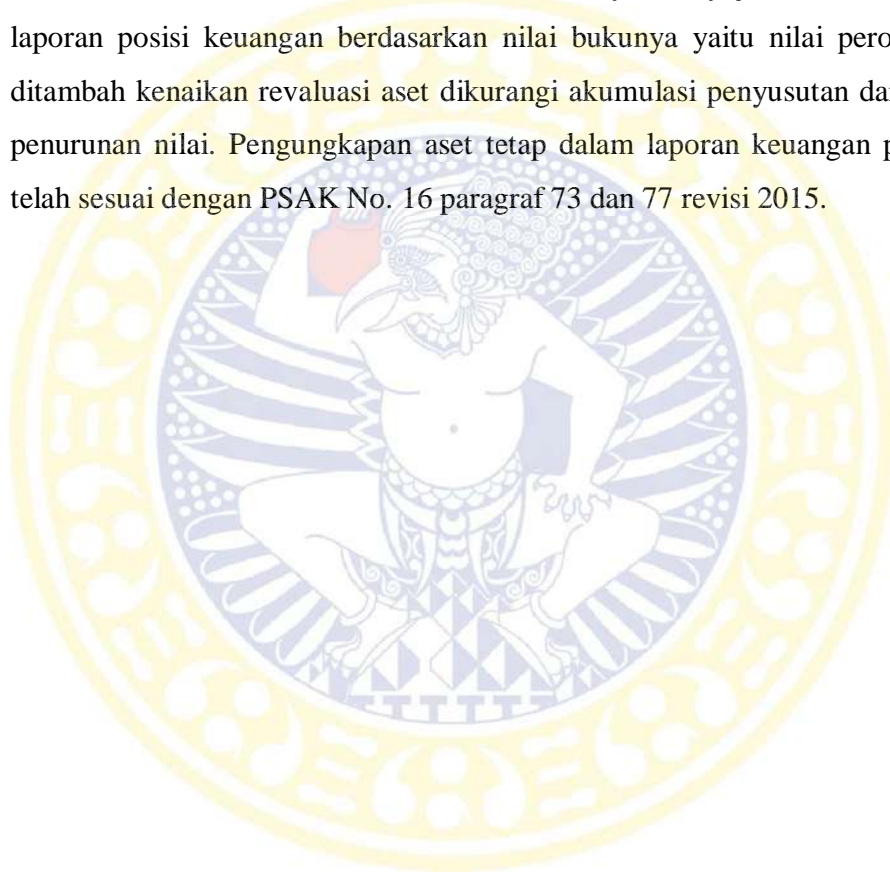 laporan posisi keuangan berdasarkan nilai bukunya yaitu nilai pero
ditambah kenaikan revaluasi aset dikurangi akumulasi penyusutan da
penurunan nilai. Pengungkapan aset tetap dalam laporan keuangan p
telah sesuai dengan PSAK No. 16 paragraf 73 dan 77 revisi 2015.